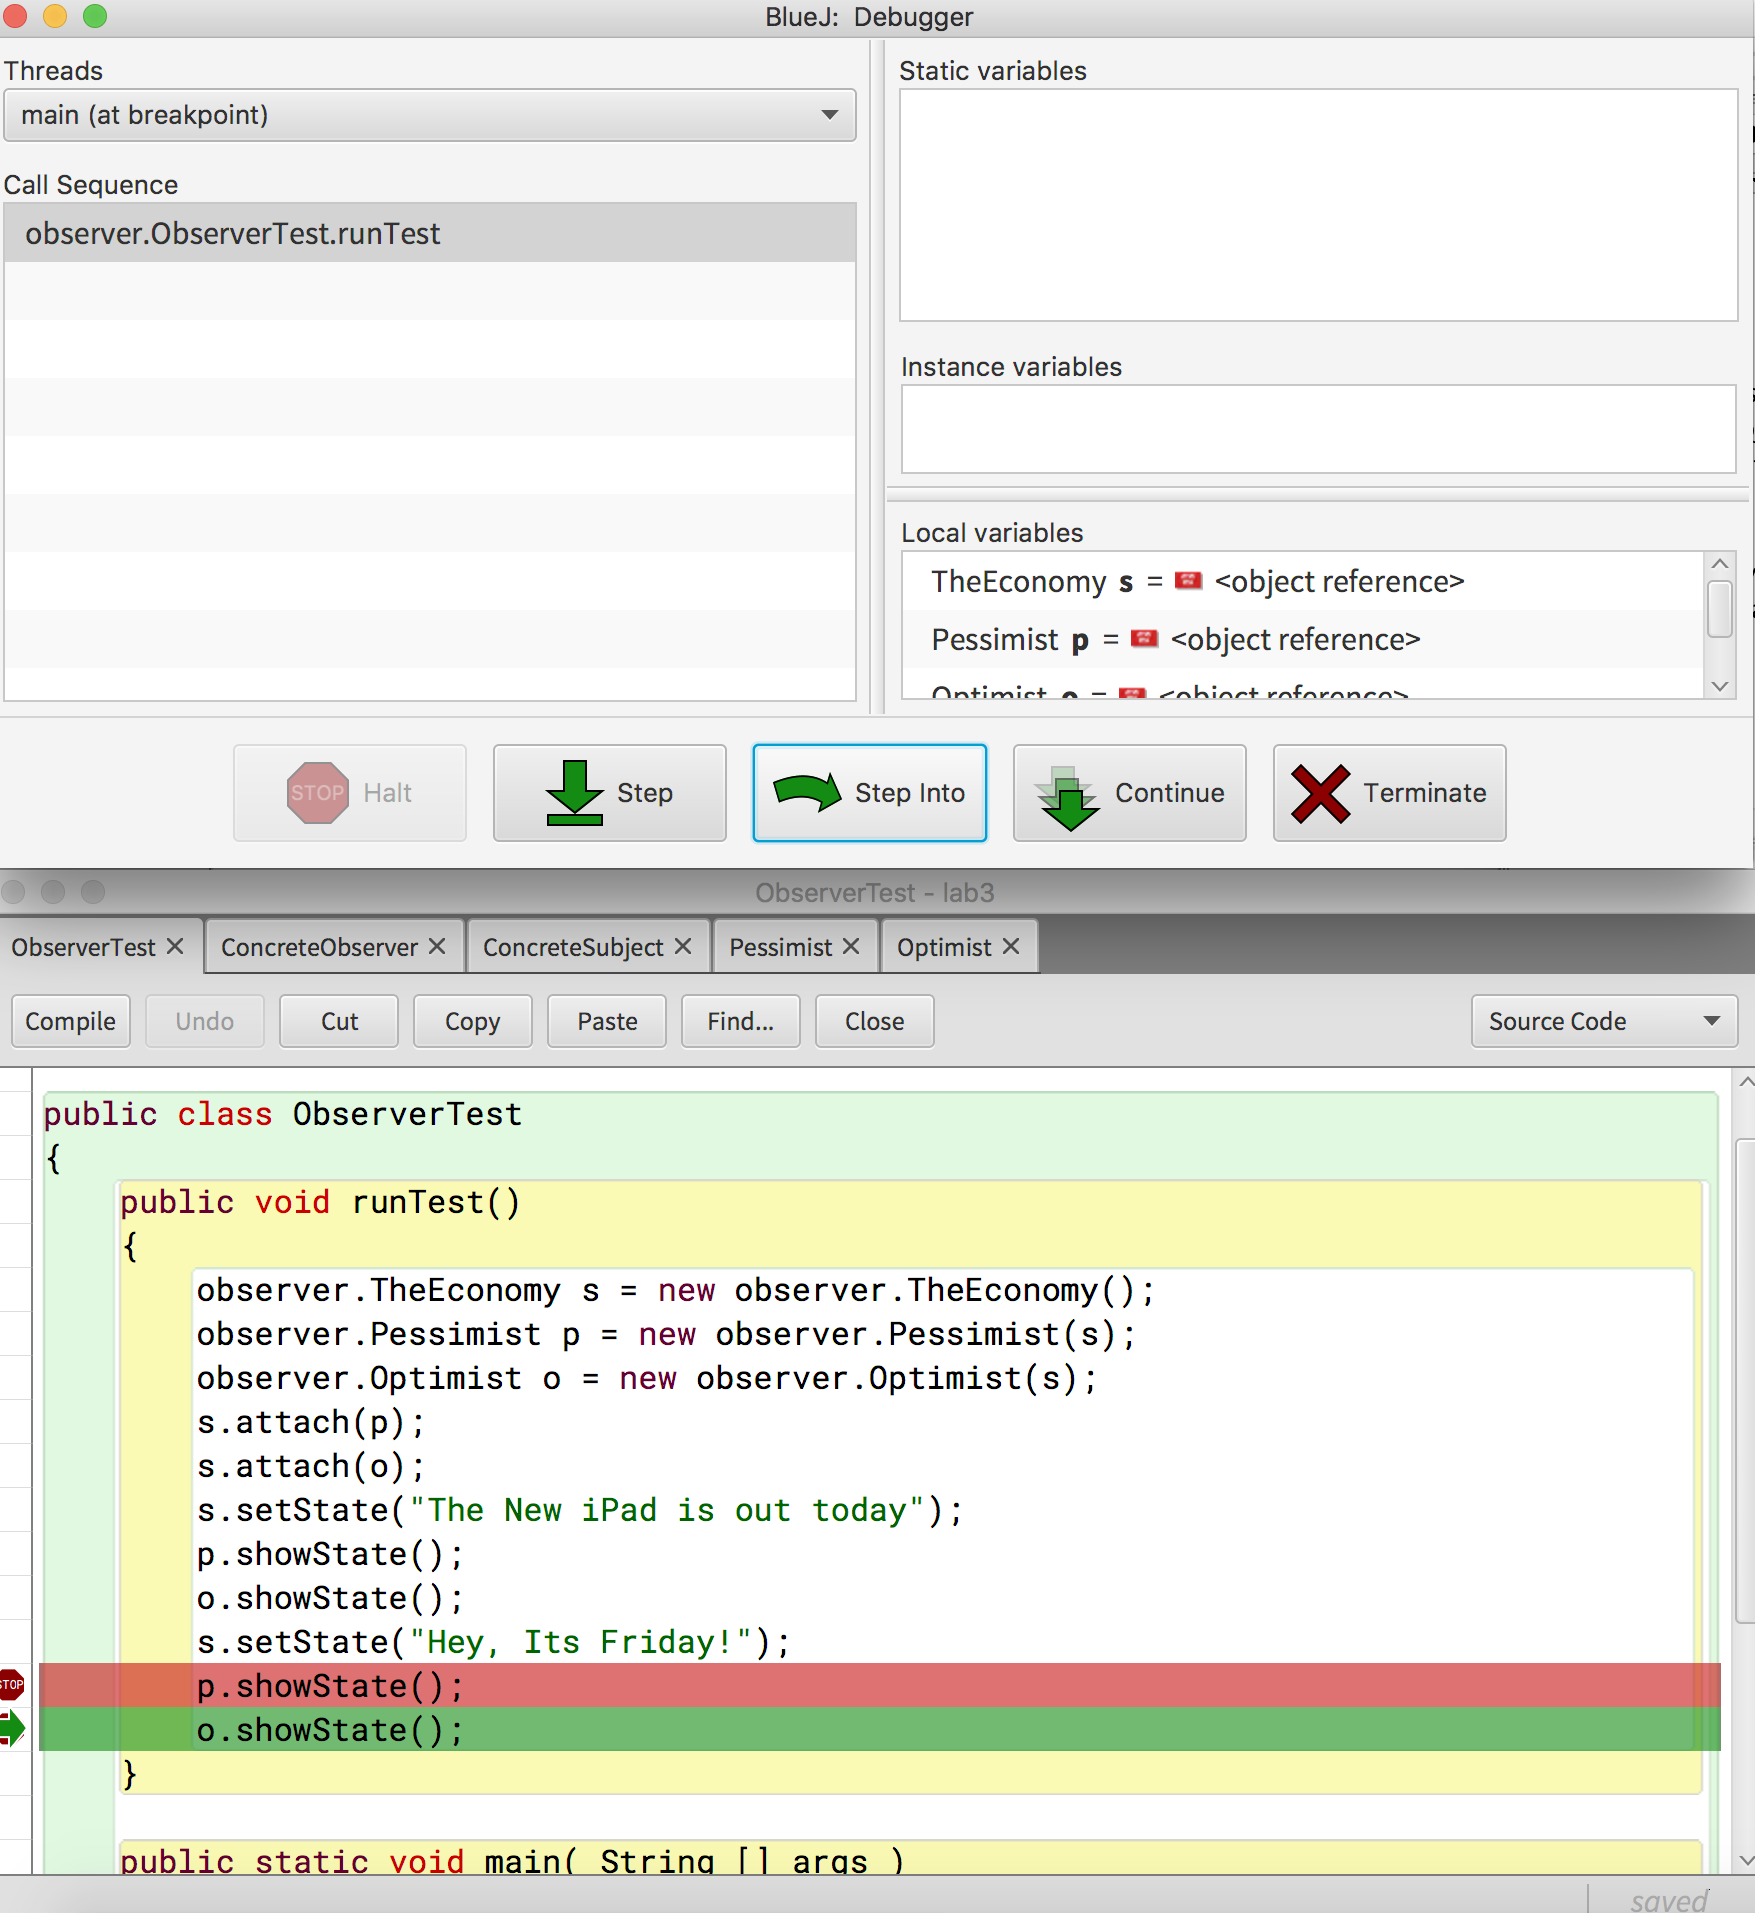 BlueJ: Debugger
Threads
main (at breakpoint)
Call Sequence
observer.ObserverTest.runTest
Static variables
Instance variables
Local variables
TheEconomy s = <object reference>
Pessimist p = <object reference>
Optimist o = <object reference>
STOP Halt
Step
Step Into
Continue
Terminate
ObserverTest - lab3
ObserverTest ✕ ConcreteObserver ✕ ConcreteSubject ✕ Pessimist ✕ Optimist ✕
Compile Undo Cut Copy Paste Find... Close Source Code
public class ObserverTest
{
public void runTest()
{
observer.TheEconomy s = new observer.TheEconomy();
observer.Pessimist p = new observer.Pessimist(s);
observer.Optimist o = new observer.Optimist(s);
s.attach(p);
s.attach(o);
s.setState("The New iPad is out today");
p.showState();
o.showState();
s.setState("Hey, Its Friday!");
STOP p.showState();
o.showState();
}
public static void main( String [] args )
saved